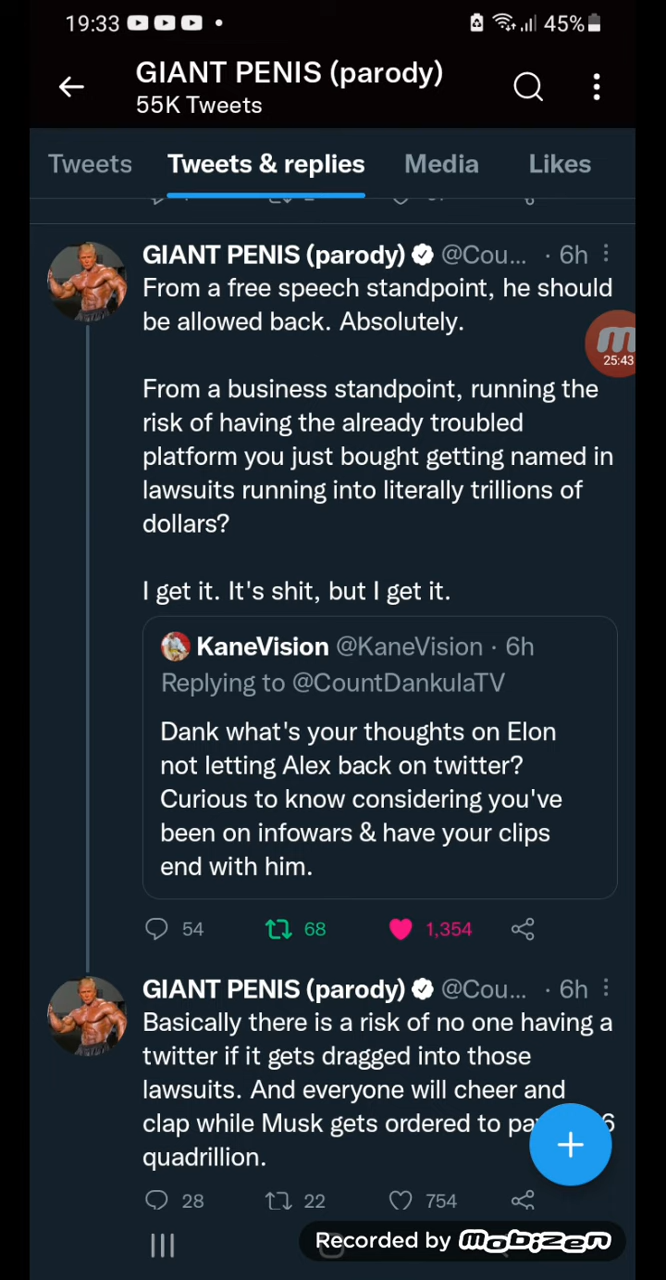 19:33
45%
GIANT PENIS (parody)
55K Tweets
Tweets Tweets & replies Media Likes
GIANT PENIS (parody) @Cou... · 6h
From a free speech standpoint, he should
be allowed back. Absolutely.
25:43
From a business standpoint, running the
risk of having the already troubled
platform you just bought getting named in
lawsuits running into literally trillions of
dollars?
I get it. It's shit, but I get it.
KaneVision @KaneVision · 6h
Replying to @CountDankulaTV
Dank what's your thoughts on Elon
not letting Alex back on twitter?
Curious to know considering you've
been on infowars & have your clips
end with him.
54 68 1,354
GIANT PENIS (parody) @Cou... · 6h
Basically there is a risk of no one having a
twitter if it gets dragged into those
lawsuits. And everyone will cheer and
clap while Musk gets ordered to
quadrillion.
28 22 754
Recorded by mobizen